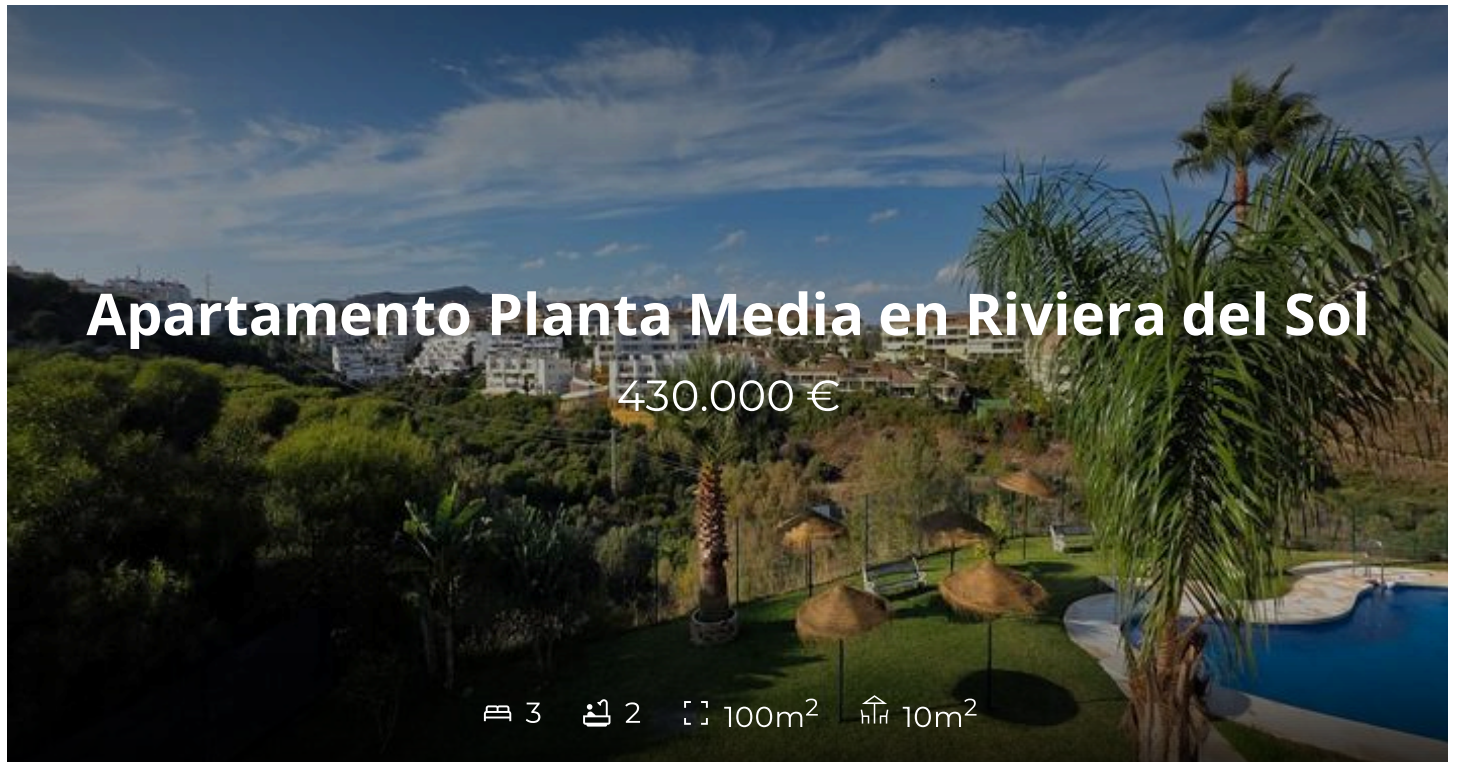 Apartamento Planta Media en Riviera del Sol
430.000 €
3 2 100m² 10m²